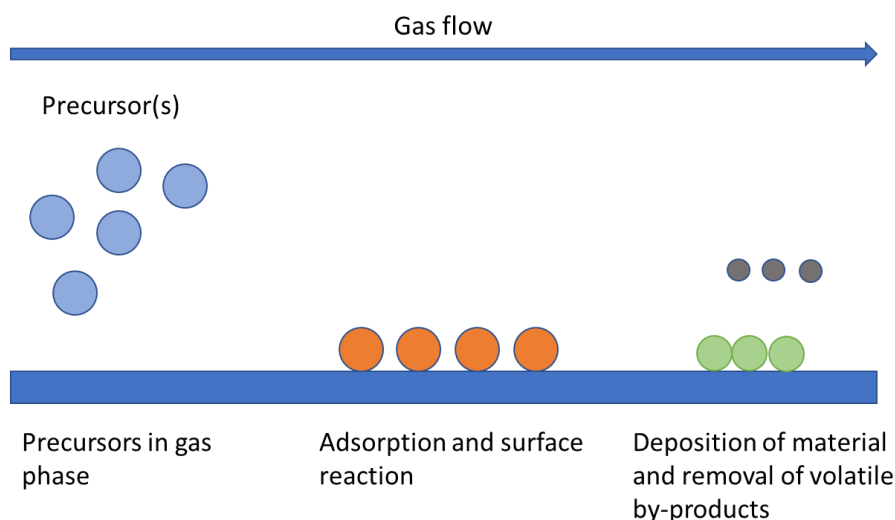 Gas flow
Precursor(s)
Precursors in gas
phase
Adsorption and surface
reaction
Deposition of material
and removal of volatile
by-products